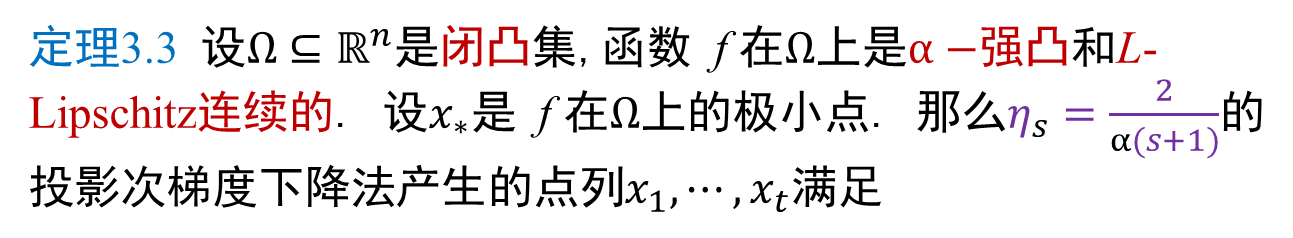 定理3.3 设Ω ⊆ ℝⁿ是闭凸集, 函数 f 在Ω上是α −强凸和L-
Lipschitz连续的. 设x∗是 f 在Ω上的极小点. 那么ηₛ = 2/(α(s+1))的
投影次梯度下降法产生的点列x₁, ⋯ , xₜ满足